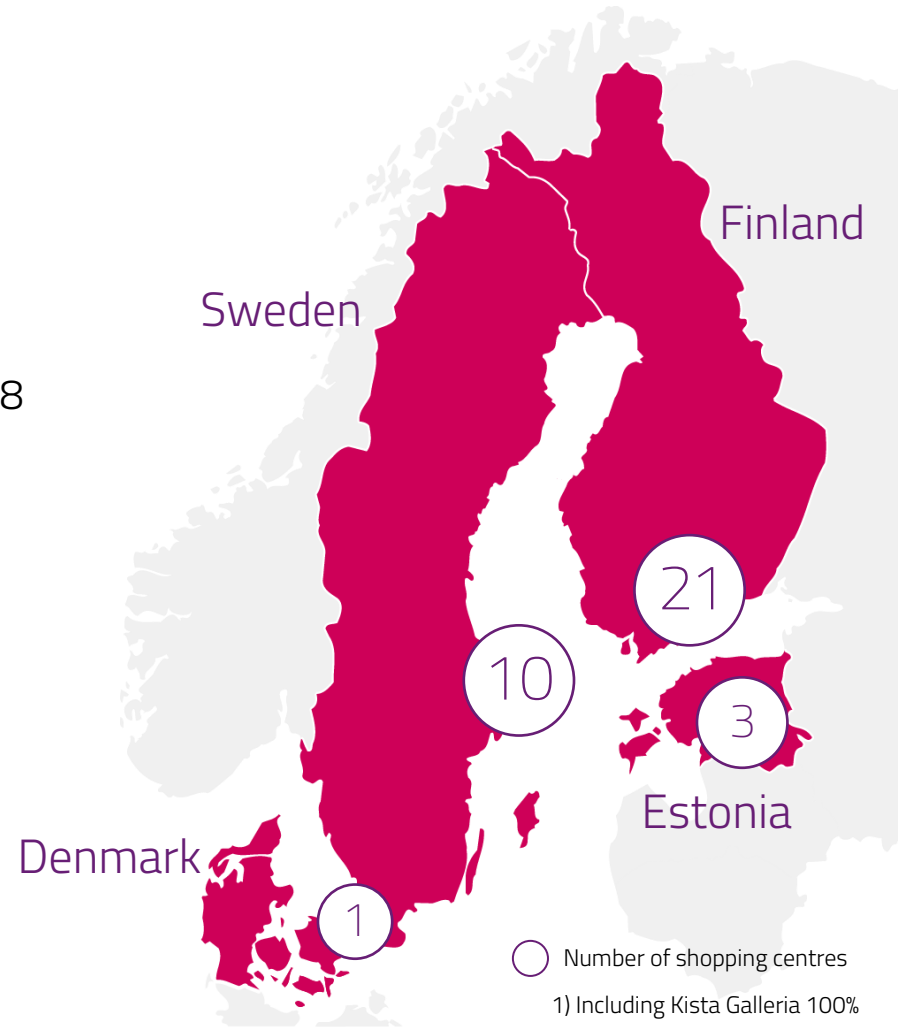 Finland
Sweden
8
21
10
3
Estonia
Denmark
1
Number of shopping centres
1) Including Kista Galleria 100%